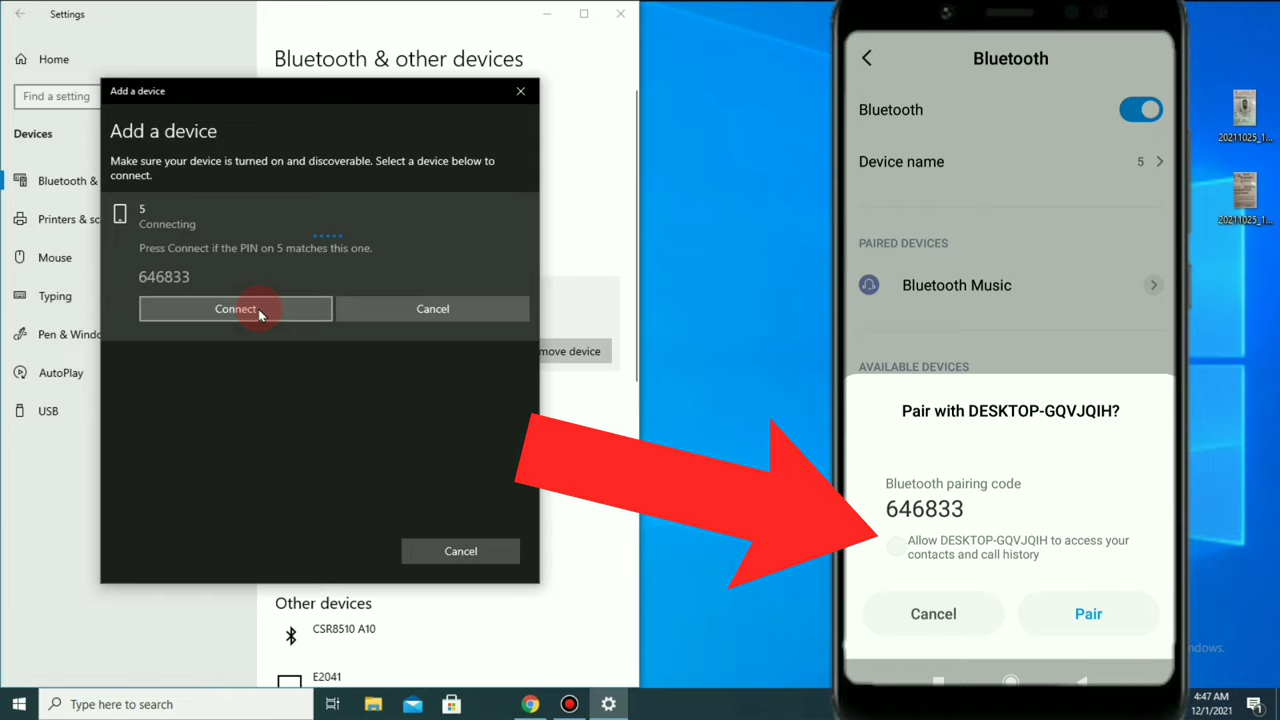 Settings
Home
Find a setting
Devices
Bluetooth &
Printers & sc
Mouse
Typing
Pen & Windo
AutoPlay
USB
Bluetooth & other devices
Add a device
Add a device
Make sure your device is turned on and discoverable. Select a device below to
connect.
5
Connecting
Press Connect if the PIN on 5 matches this one.
646833
Connect
Cancel
move device
Cancel
Other devices
CSR8510 A10
E2041
Bluetooth
Bluetooth
Device name
5
PAIRED DEVICES
Bluetooth Music
AVAILABLE DEVICES
Pair with DESKTOP-GQVJQIH?
Bluetooth pairing code
646833
Allow DESKTOP-GQVJQIH to access your
contacts and call history
Cancel
Pair
20211025_1...
20211025_1...
ndows.
Type here to search
4:47 AM
12/1/2021
1